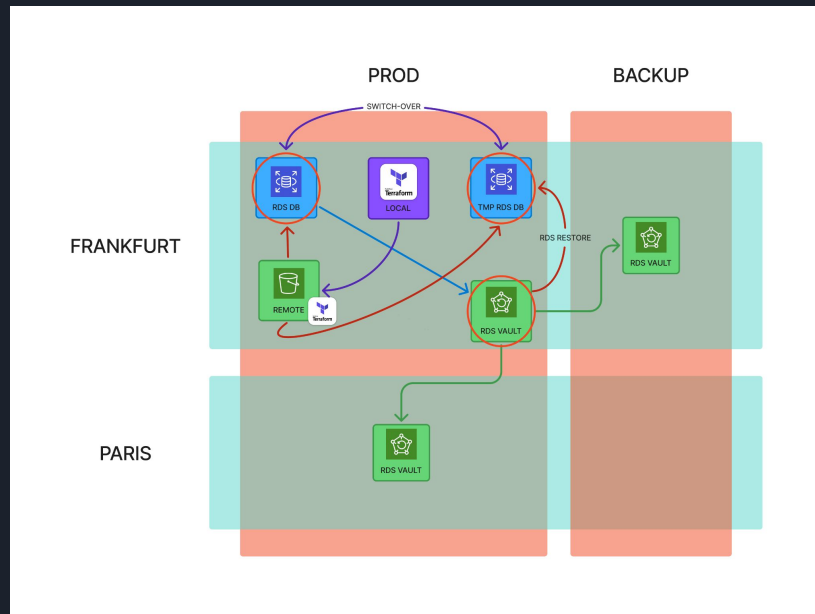 PROD
BACKUP
SWITCH-OVER
RDS DB
Terraform
LOCAL
TMP RDS DB
FRANKFURT
RDS RESTORE
RDS VAULT
REMOTE
Terraform
RDS VAULT
PARIS
RDS VAULT